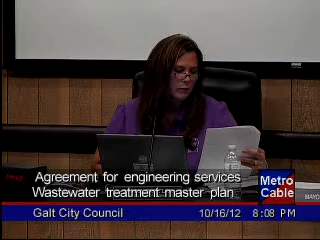 Agreement for engineering services
Wastewater treatment master plan
Metro
Cable
MAYO
Galt City Council
10/16/12
8:08 PM